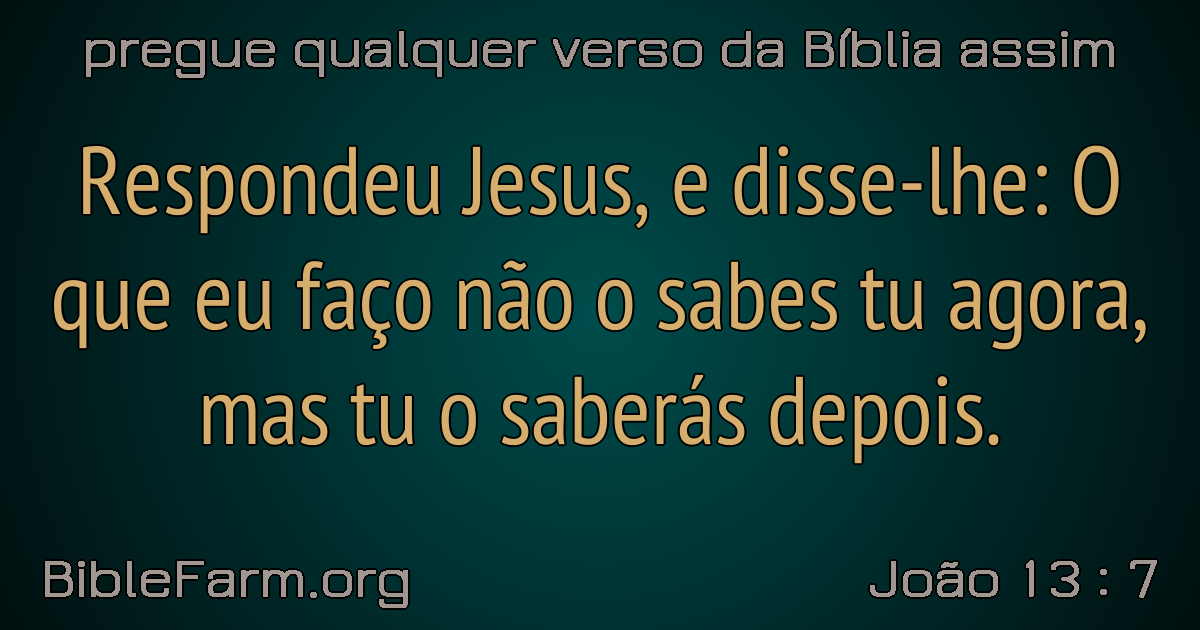 pregue qualquer verso da Bíblia assim
Respondeu Jesus, e disse-lhe: O
que eu faço não o sabes tu agora,
mas tu o saberás depois.
BibleFarm.org
João 13 : 7